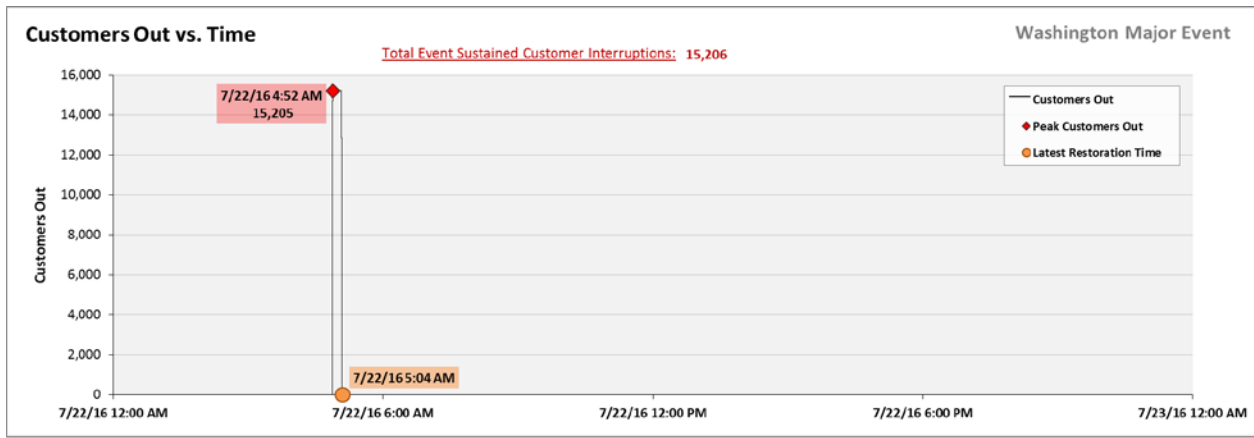 Customers Out vs. Time
Washington Major Event
Total Event Sustained Customer Interruptions: 15,206
16,000
14,000
12,000
10,000
8,000
6,000
4,000
2,000
0
Customers Out
7/22/16 4:52 AM
15,205
Customers Out
Peak Customers Out
Latest Restoration Time
7/22/16 5:04 AM
7/22/16 12:00 AM
7/22/16 6:00 AM
7/22/16 12:00 PM
7/22/16 6:00 PM
7/23/16 12:00 AM